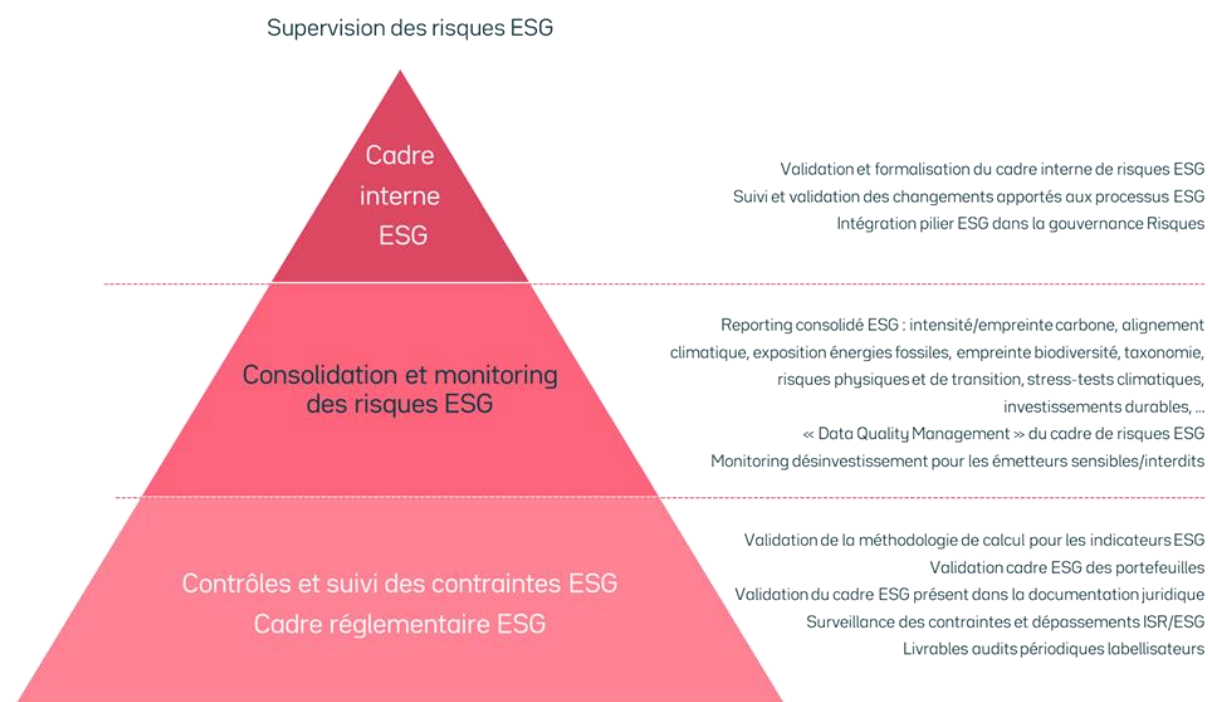 Supervision des risques ESG
Cadre
interne
ESG
Validation et formalisation du cadre interne de risques ESG
Suivi et validation des changements apportés aux processus ESG
Intégration pilier ESG dans la gouvernance Risques
Consolidation et monitoring
des risques ESG
Reporting consolidé ESG : intensité/empreinte carbone, alignement
climatique, exposition énergies fossiles, empreinte biodiversité, taxonomie,
risques physiques et de transition, stress-tests climatiques,
investissements durables, ...
« Data Quality Management » du cadre de risques ESG
Monitoring désinvestissement pour les émetteurs sensibles/interdits
Contrôles et suivi des contraintes ESG
Cadre réglementaire ESG
Validation de la méthodologie de calcul pour les indicateurs ESG
Validation cadre ESG des portefeuilles
Validation du cadre ESG présent dans la documentation juridique
Surveillance des contraintes et dépassements ISR/ESG
Livrables audits périodiques labellisateurs